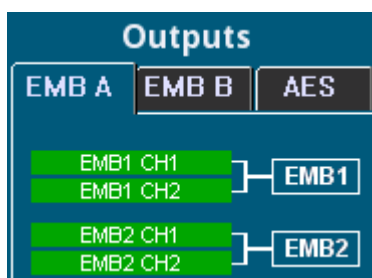 Outputs
EMB A EMB B AES
EMB1 CH1
EMB1 CH2
EMB1
EMB2 CH1
EMB2 CH2
EMB2